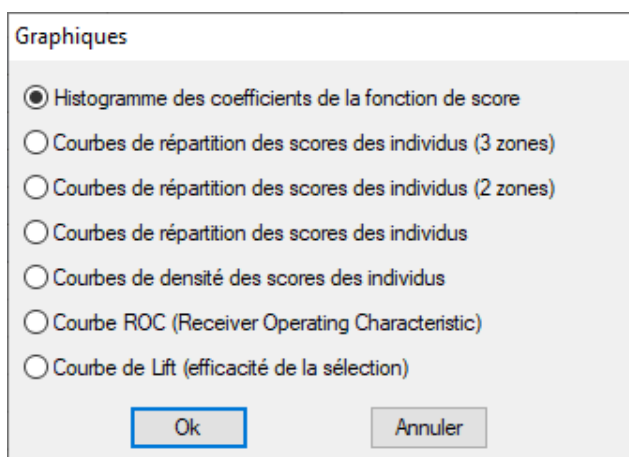 Graphiques
Histogramme des coefficients de la fonction de score
Courbes de répartition des scores des individus (3 zones)
Courbes de répartition des scores des individus (2 zones)
Courbes de répartition des scores des individus
Courbes de densité des scores des individus
Courbe ROC (Receiver Operating Characteristic)
Courbe de Lift (efficacité de la sélection)
Ok Annuler